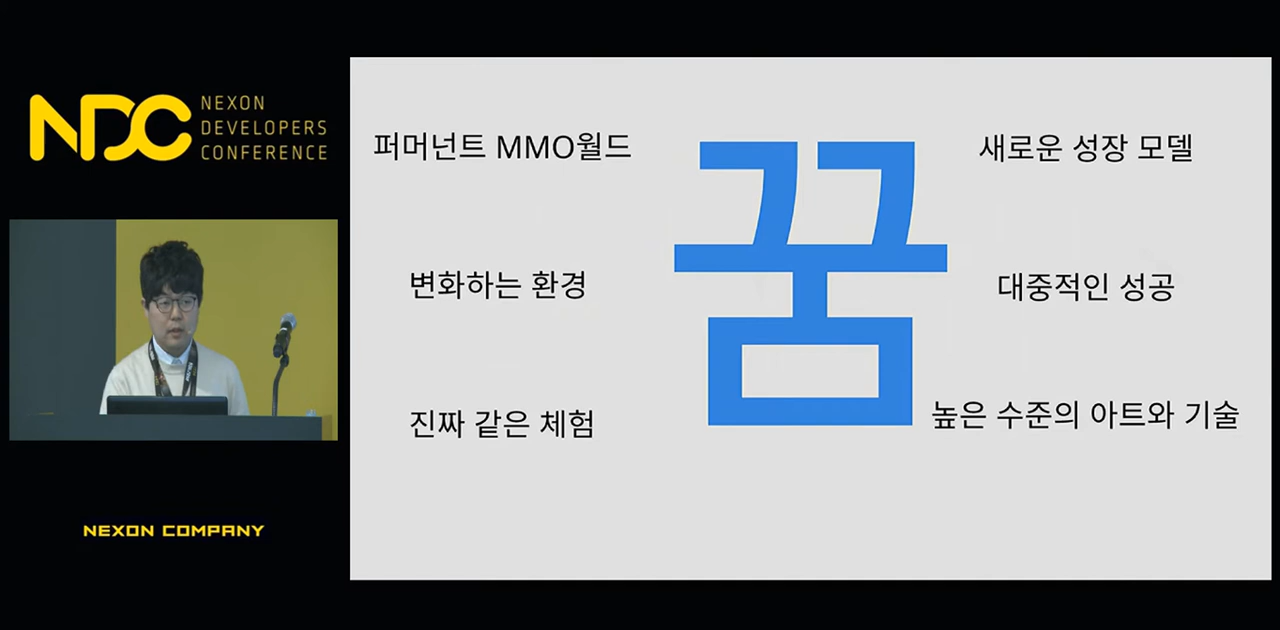 NDC
NEXON
DEVELOPERS
CONFERENCE
NEXON COMPANY
퍼머넌트 MMO월드
변화하는 환경
진짜 같은 체험
꿈
새로운 성장 모델
대중적인 성공
높은 수준의 아트와 기술